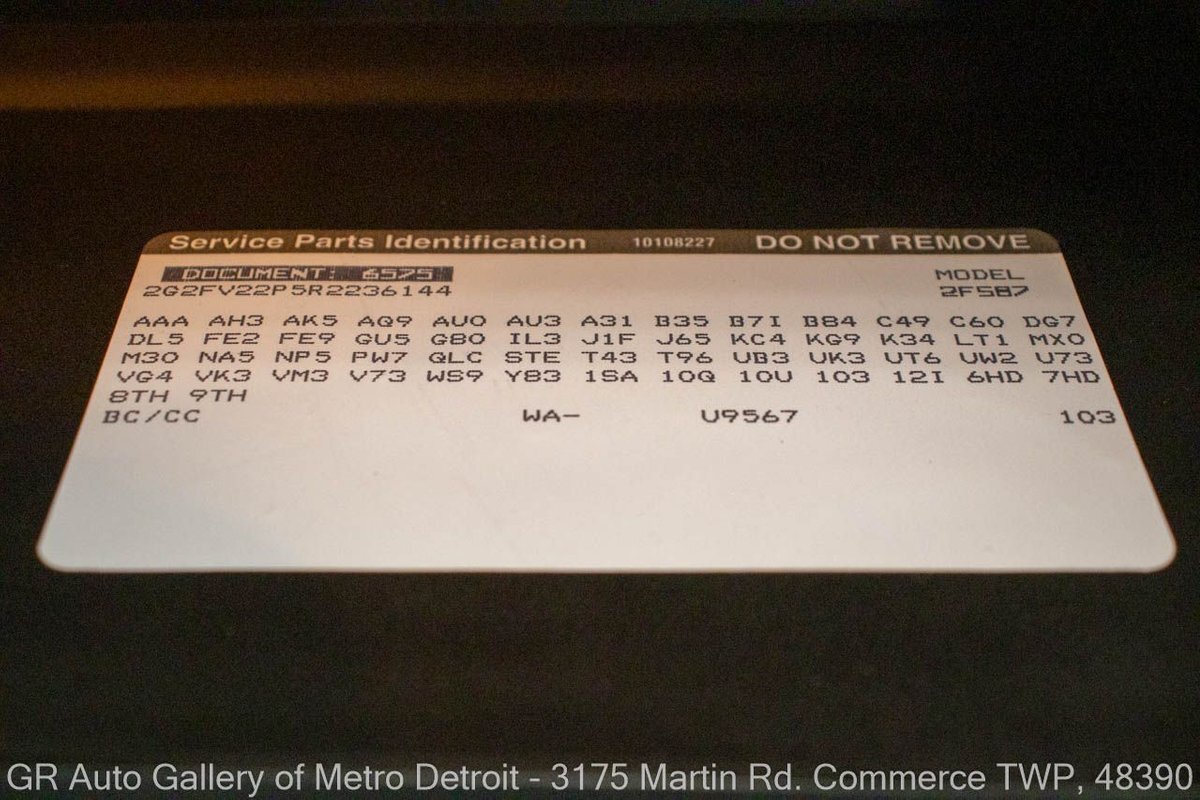 Service Parts Identification 10108227 DO NOT REMOVE
DOCUMENT: 6575 MODEL
2G2FV22P5R2236144 2FS87
AAA AH3 AK5 AQ9 AU0 AU3 A31 B35 B7I B84 C49 C60 DG7
DL5 FE2 FE9 GU5 G80 IL3 J1F J65 KC4 KG9 K34 LT1 MX0
M30 NA5 NP5 PW7 QLC STE T43 T96 UB3 UK3 UT6 UW2 U73
VG4 VK3 VM3 V73 WS9 Y83 1SA 10Q 10U 103 12I 6HD 7HD
8TH 9TH
BC/CC WA- U9567 103
GR Auto Gallery of Metro Detroit - 3175 Martin Rd. Commerce TWP, 48390